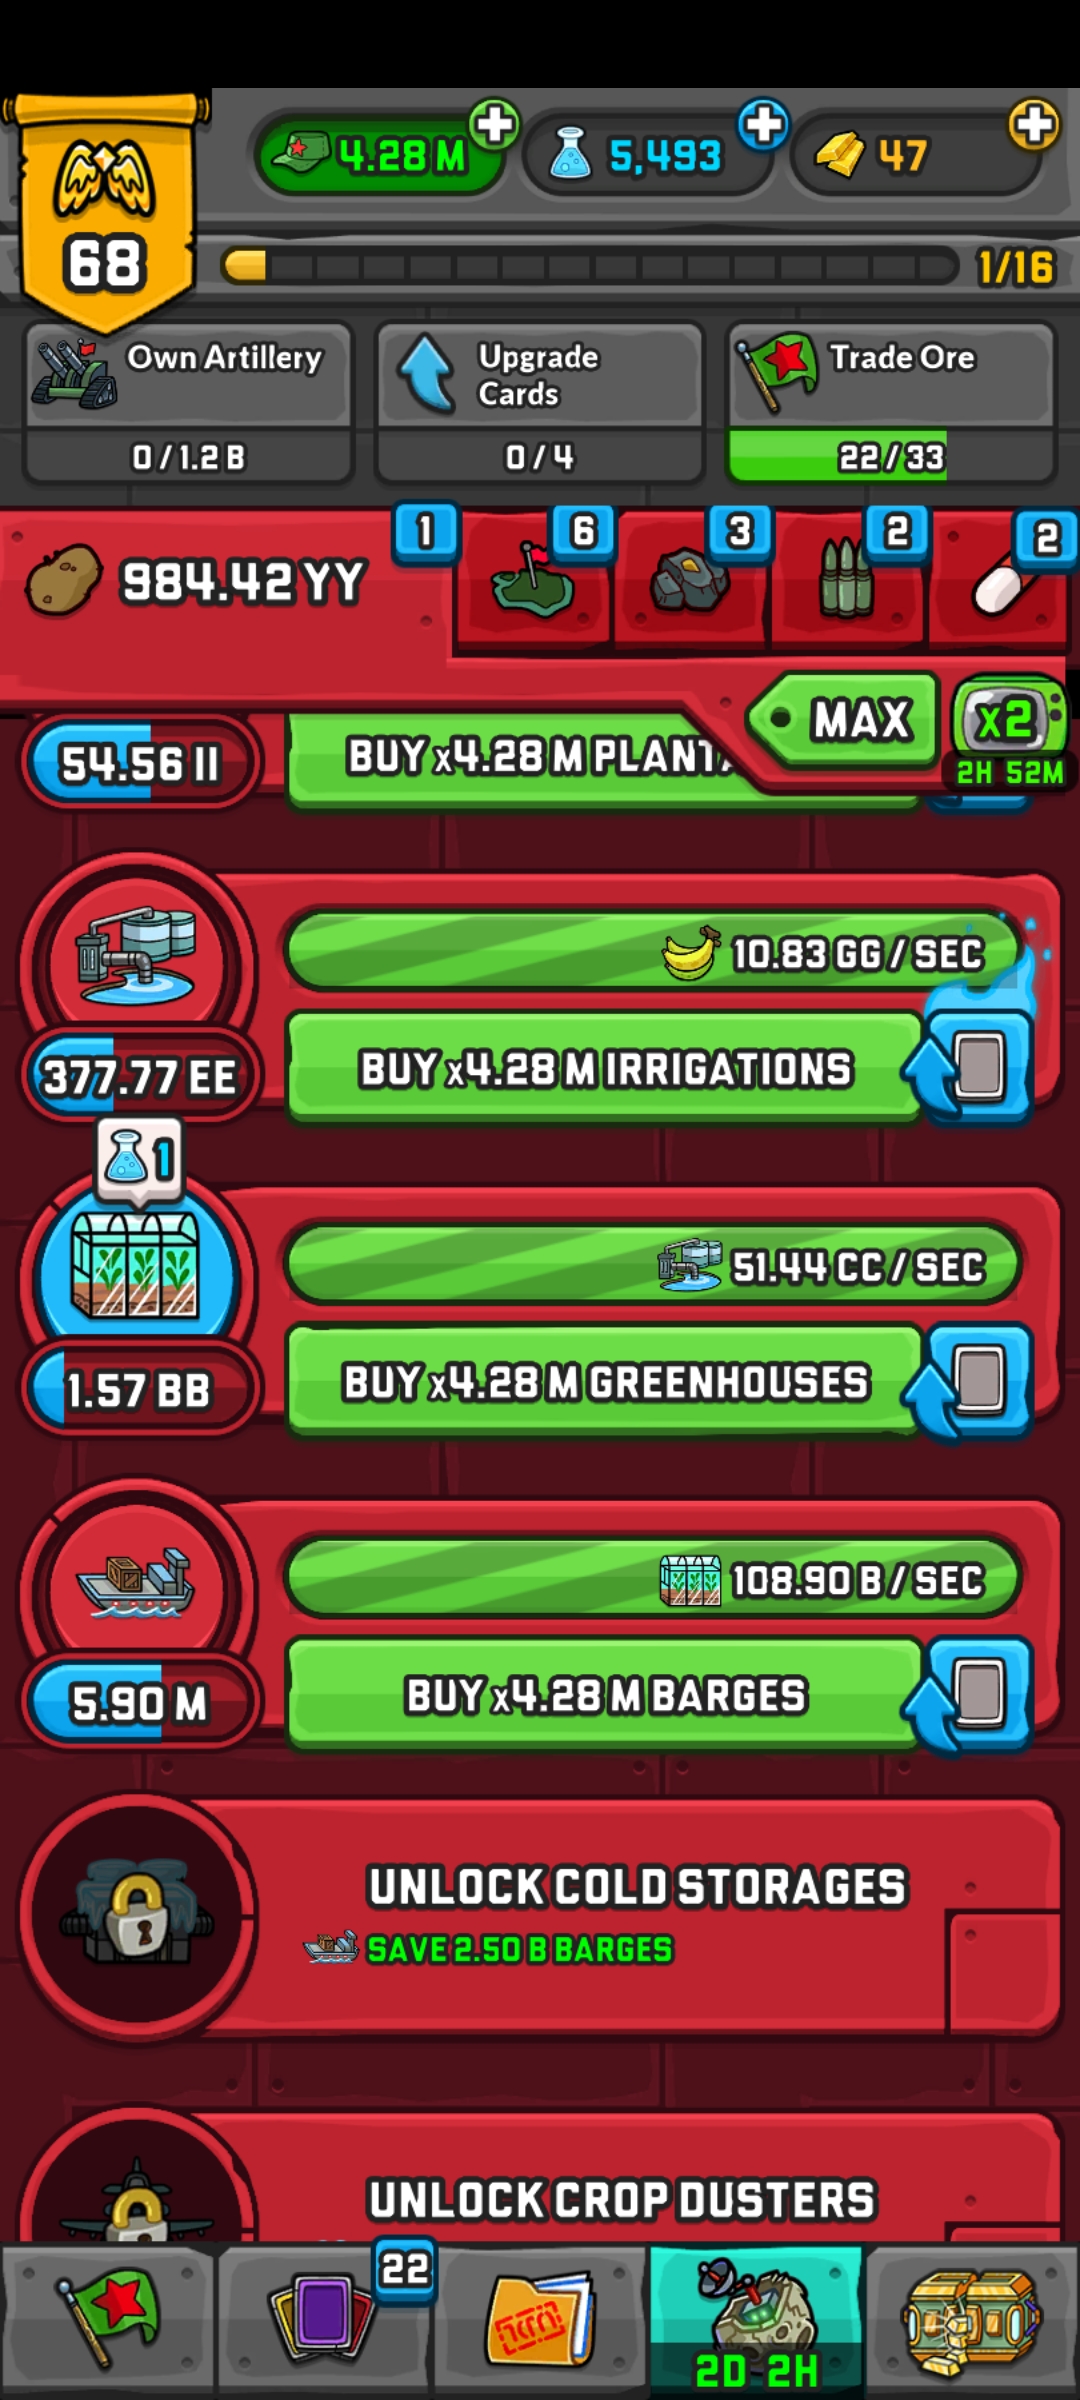 4.28 M
5,493
47
68
1/16
Own Artillery
0 / 1.2 B
Upgrade
Cards
0 / 4
Trade Ore
22 / 33
984.42 YY
1
6
3
2
2
MAX
x2
2H 52M
54.56 II
BUY x4.28 M
10.83 GG / SEC
377.77 EE
BUY x4.28 M IRRIGATIONS
1
51.44 CC / SEC
1.57 BB
BUY x4.28 M GREENHOUSES
108.90 B / SEC
5.90 M
BUY x4.28 M BARGES
UNLOCK COLD STORAGES
SAVE 2.50 B BARGES
UNLOCK CROP DUSTERS
22
2D 2H